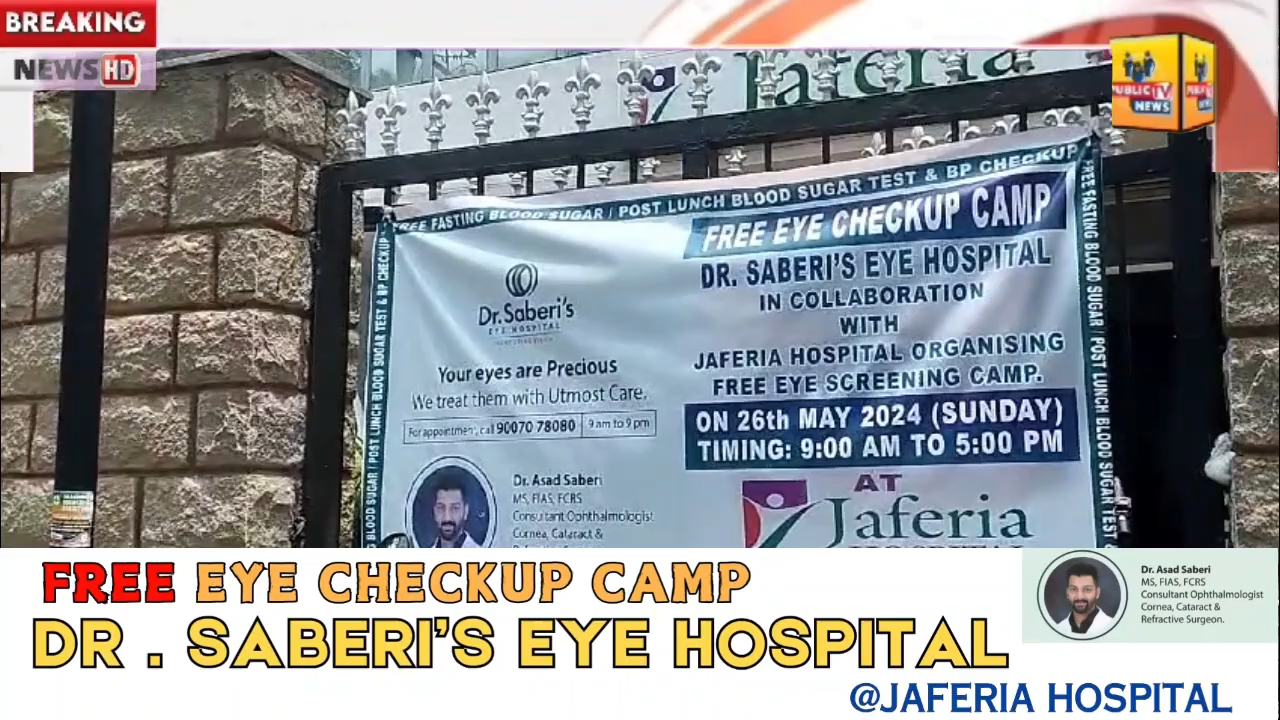 BREAKING
NEWS HD
PUBLIC TV NEWS
Jaferia
FREE FASTING BLOOD SUGAR / POST LUNCH BLOOD SUGAR TEST & BP CHECKUP
FREE EYE CHECKUP CAMP
DR. SABERI'S EYE HOSPITAL
IN COLLABORATION
WITH
JAFERIA HOSPITAL ORGANISING
FREE EYE SCREENING CAMP.
ON 26th MAY 2024 (SUNDAY)
TIMING: 9:00 AM TO 5:00 PM
AT
Jaferia
HOSPITAL
Dr.Saberi's
EYE HOSPITAL
Your eyes are Precious
We treat them with Utmost Care.
For appointment, call 90070 78080 9 am to 9 pm
Dr. Asad Saberi
MS, FIAS, FCRS
Consultant Ophthalmologist
Cornea, Cataract &
BLOOD SUGAR / POST LUNCH BLOOD SUGAR TEST & BP CHECKUP
FREE FASTING BLOOD SUGAR / POST LUNCH BLOOD SUGAR TEST &
FREE EYE CHECKUP CAMP
DR . SABERI'S EYE HOSPITAL
@JAFERIA HOSPITAL
Dr. Asad Saberi
MS, FIAS, FCRS
Consultant Ophthalmologist
Cornea, Cataract &
Refractive Surgeon.